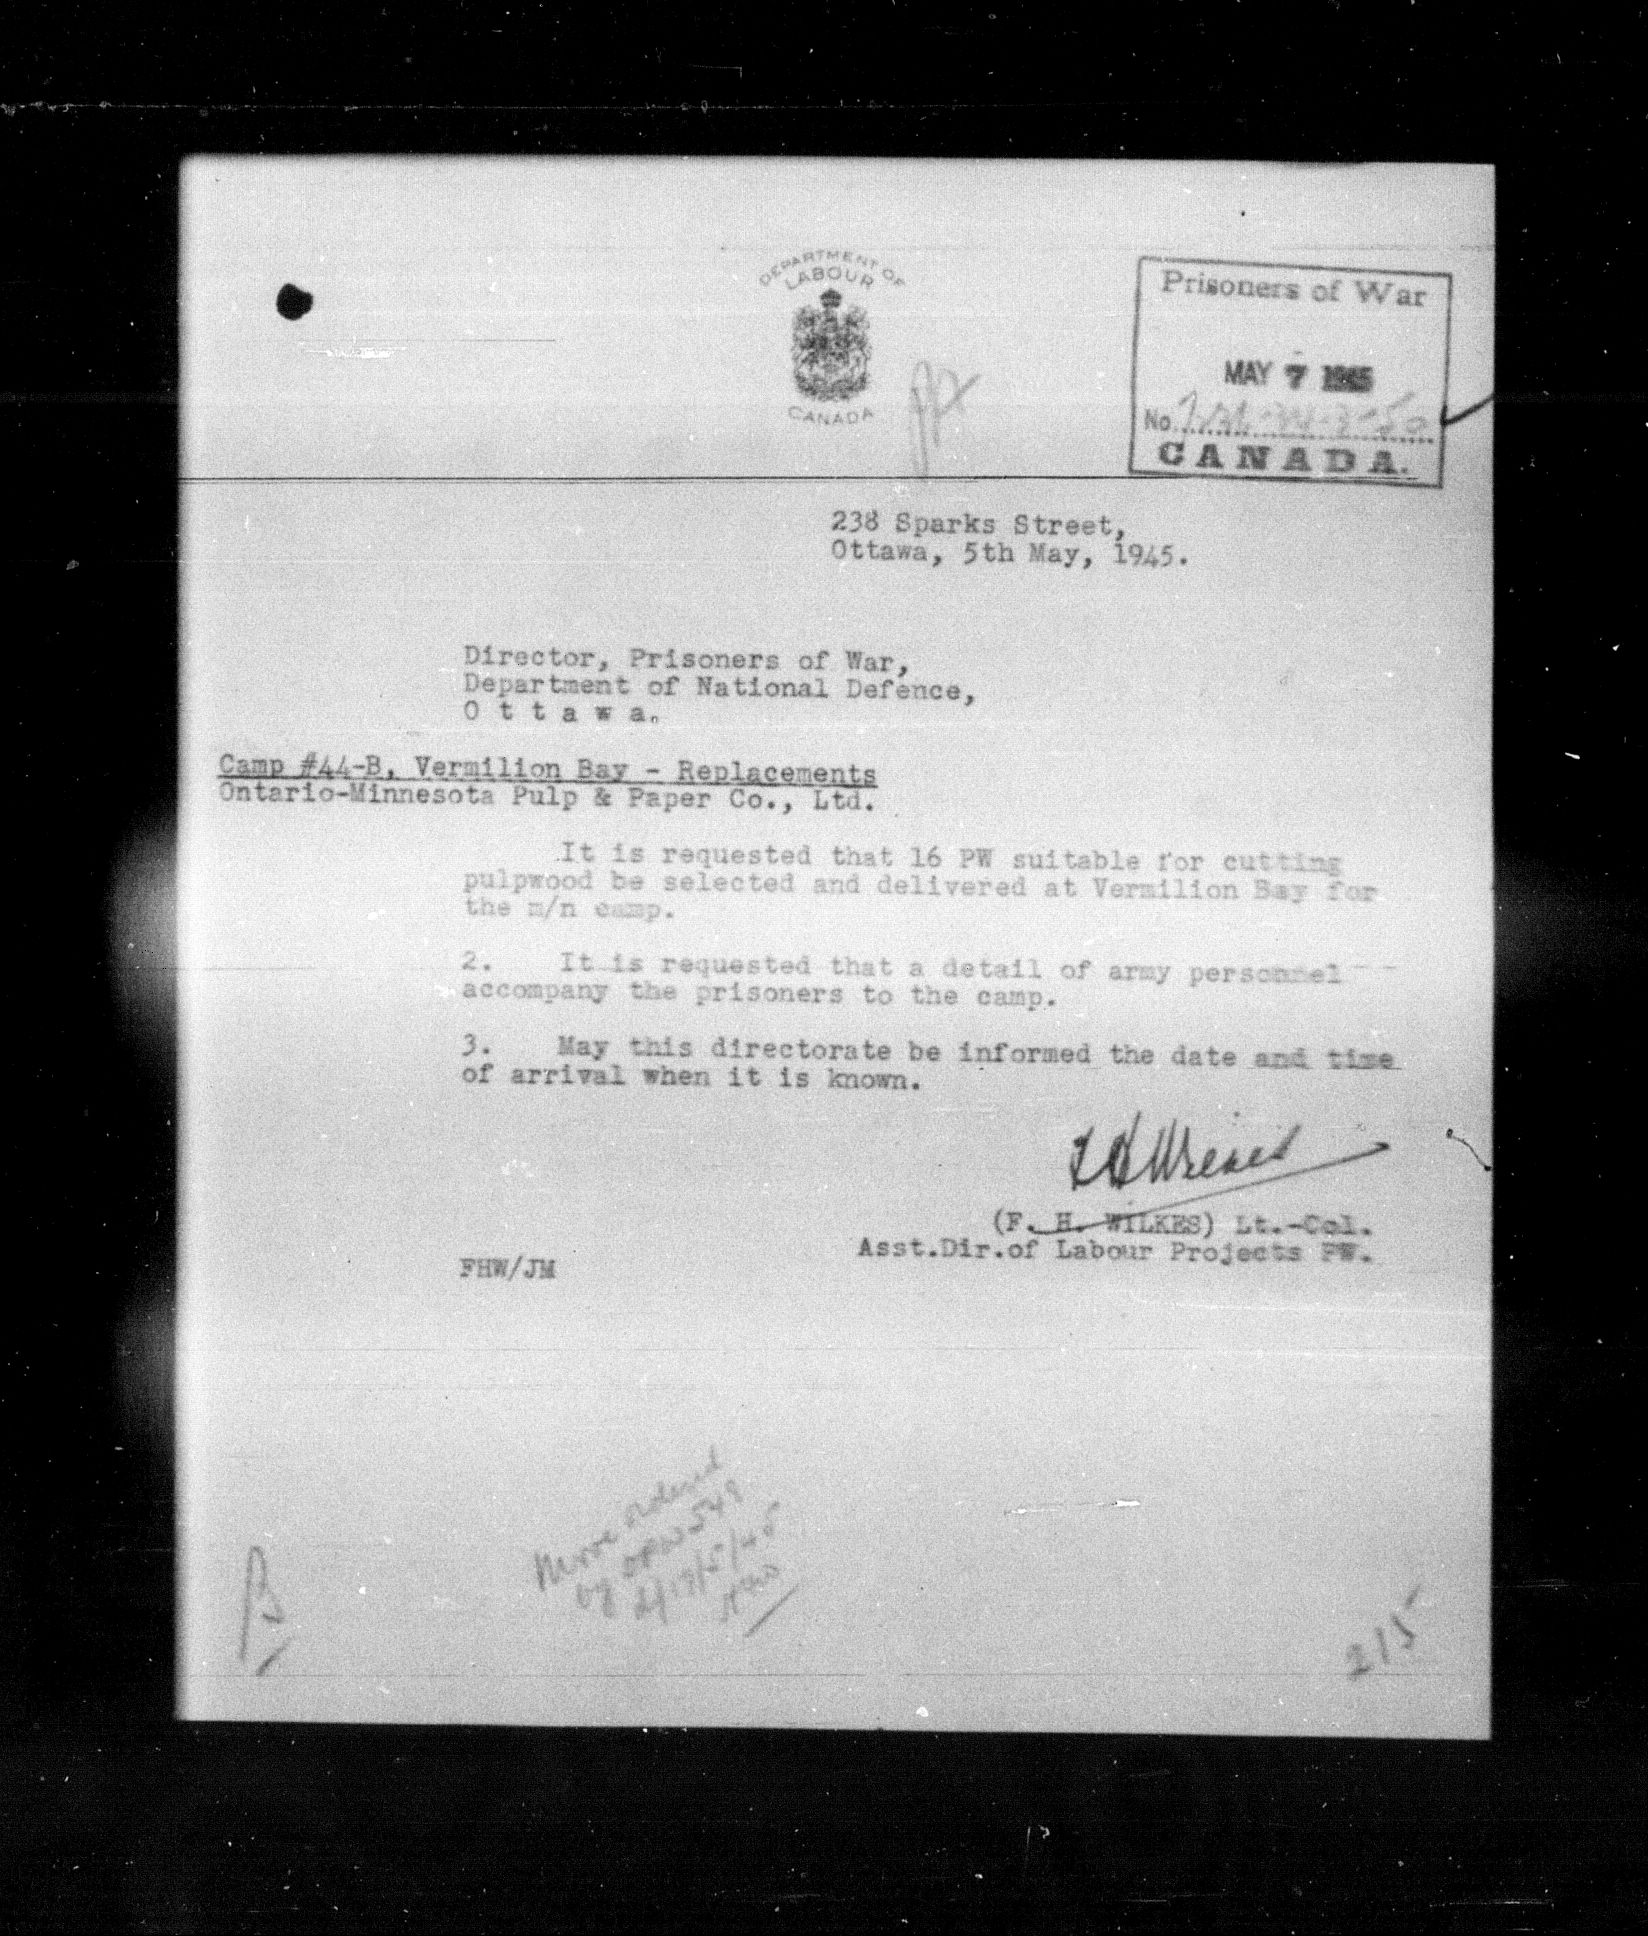 DEPARTMENT OF
LABOUR
CANADA
Prisoners of War
MAY 7 1945
No.
CANADA.
238 Sparks Street,
Ottawa, 5th May, 1945.
Director, Prisoners of War,
Department of National Defence,
O t t a w a.
Camp #44-B, Vermilion Bay - Replacements
Ontario-Minnesota Pulp & Paper Co., Ltd.
It is requested that 16 PW suitable for cutting
pulpwood be selected and delivered at Vermilion Bay for
the m/n camp.
2. It is requested that a detail of army personnel
accompany the prisoners to the camp.
3. May this directorate be informed the date and time
of arrival when it is known.
(F. H. WILKES) Lt.-Col.
Asst.Dir.of Labour Projects PW.
FHW/JM
Move ordered
215